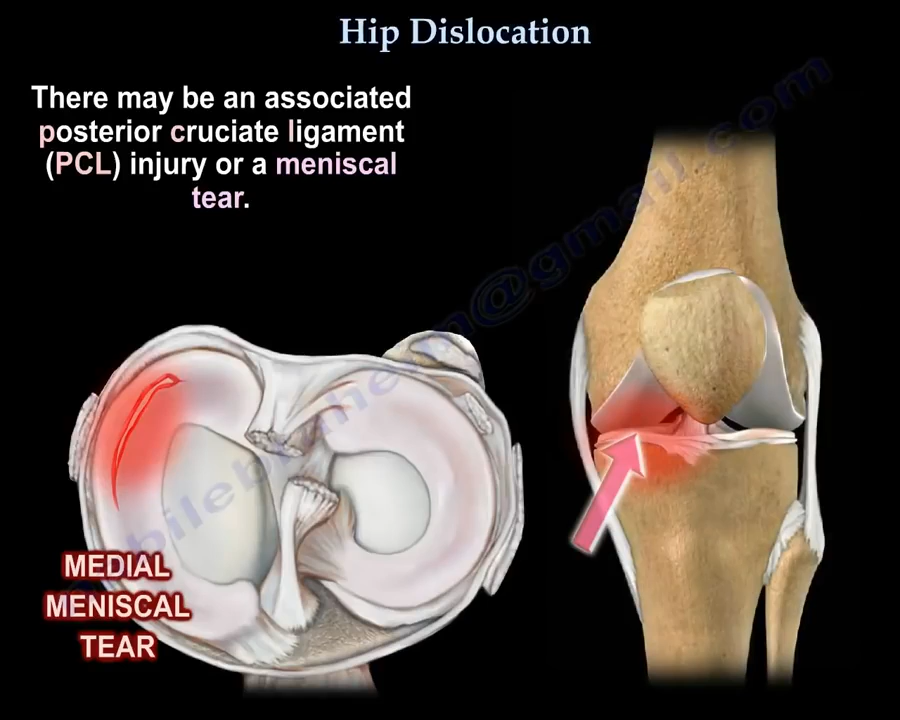 Hip Dislocation
There may be an associated
posterior cruciate ligament
(PCL) injury or a meniscal
tear.
MEDIAL
MENISCAL
TEAR